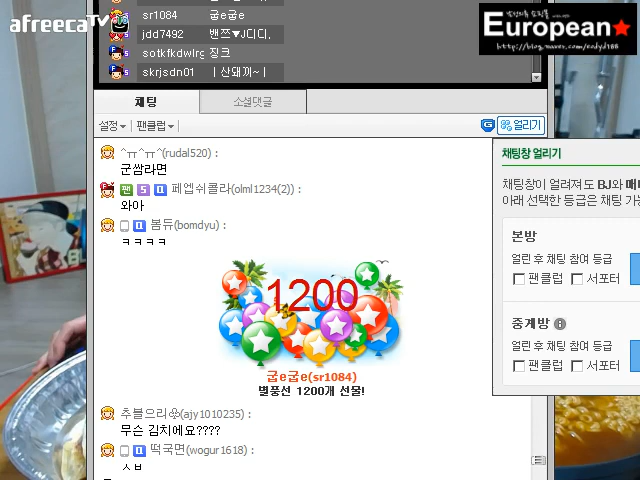 afreecaTV
sr1084 굽e굽e
jdd7492 밴쯔▼J디디,
sotkfkdwlrg 징크
skrjsdn01 ㅣ산돼끼~ㅣ
European★
채팅
소셜댓글
설정
팬클럽
얼리기
^ㅠ^ㅠ^(rudal520) :
군쌈라면
팬 S 페엡쉬콜라(olml1234(2)) :
와아
봄듀(bomdyu) :
ㅋㅋㅋㅋ
1200
굽e굽e(sr1084)
별풍선 1200개 선물!
(ajy1010235) :
무슨 김치에요????
떡국면(wogur1618) :
ㅅㅂ
채팅창 얼리기
채팅창이 얼려져도 BJ와 매
아래 선택한 등급은 채팅 가능
본방
얼린 후 채팅 참여 등급
팬클럽 서포터
중계방
얼린 후 채팅 참여 등급
팬클럽 서포터